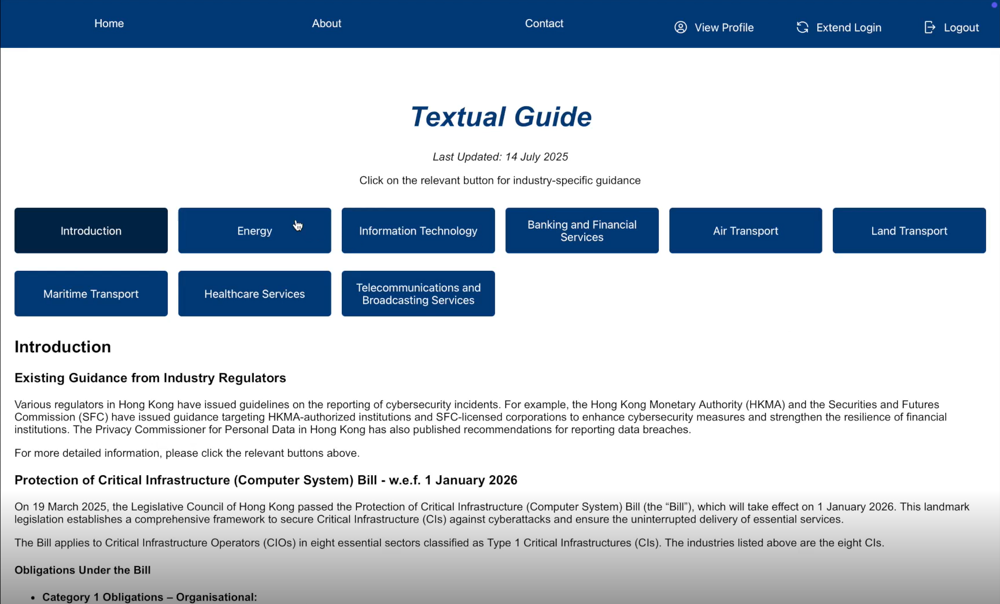 Home
About
Contact
View Profile
Extend Login
Logout
Textual Guide
Last Updated: 14 July 2025
Click on the relevant button for industry-specific guidance
Introduction
Energy
Information Technology
Banking and Financial
Services
Air Transport
Land Transport
Maritime Transport
Healthcare Services
Telecommunications and
Broadcasting Services
Introduction
Existing Guidance from Industry Regulators
Various regulators in Hong Kong have issued guidelines on the reporting of cybersecurity incidents. For example, the Hong Kong Monetary Authority (HKMA) and the Securities and Futures
Commission (SFC) have issued guidance targeting HKMA-authorized institutions and SFC-licensed corporations to enhance cybersecurity measures and strengthen the resilience of financial
institutions. The Privacy Commissioner for Personal Data in Hong Kong has also published recommendations for reporting data breaches.
For more detailed information, please click the relevant buttons above.
Protection of Critical Infrastructure (Computer System) Bill - w.e.f. 1 January 2026
On 19 March 2025, the Legislative Council of Hong Kong passed the Protection of Critical Infrastructure (Computer System) Bill (the “Bill”), which will take effect on 1 January 2026. This landmark
legislation establishes a comprehensive framework to secure Critical Infrastructure (CIs) against cyberattacks and ensure the uninterrupted delivery of essential services.
The Bill applies to Critical Infrastructure Operators (CIOs) in eight essential sectors classified as Type 1 Critical Infrastructures (CIs). The industries listed above are the eight CIs.
Obligations Under the Bill
• Category 1 Obligations – Organisational: